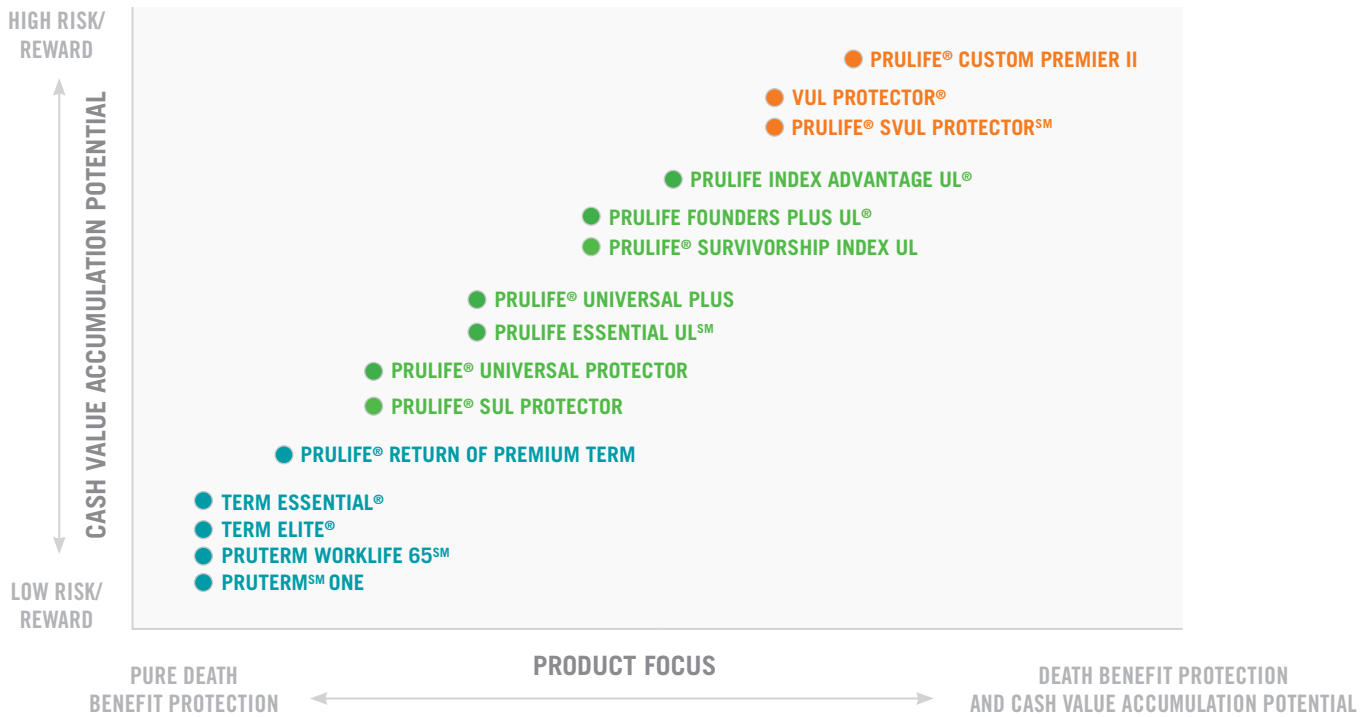 HIGH RISK/
REWARD
CASH VALUE ACCUMULATION POTENTIAL
LOW RISK/
REWARD
PRULIFE® CUSTOM PREMIER II
VUL PROTECTOR®
PRULIFE® SVUL PROTECTOR℠
PRULIFE INDEX ADVANTAGE UL®
PRULIFE FOUNDERS PLUS UL®
PRULIFE® SURVIVORSHIP INDEX UL
PRULIFE® UNIVERSAL PLUS
PRULIFE ESSENTIAL UL℠
PRULIFE® UNIVERSAL PROTECTOR
PRULIFE® SUL PROTECTOR
PRULIFE® RETURN OF PREMIUM TERM
TERM ESSENTIAL®
TERM ELITE®
PRUTERM WORKLIFE 65℠
PRUTERM℠ ONE
PURE DEATH
BENEFIT PROTECTION
PRODUCT FOCUS
DEATH BENEFIT PROTECTION
AND CASH VALUE ACCUMULATION POTENTIAL